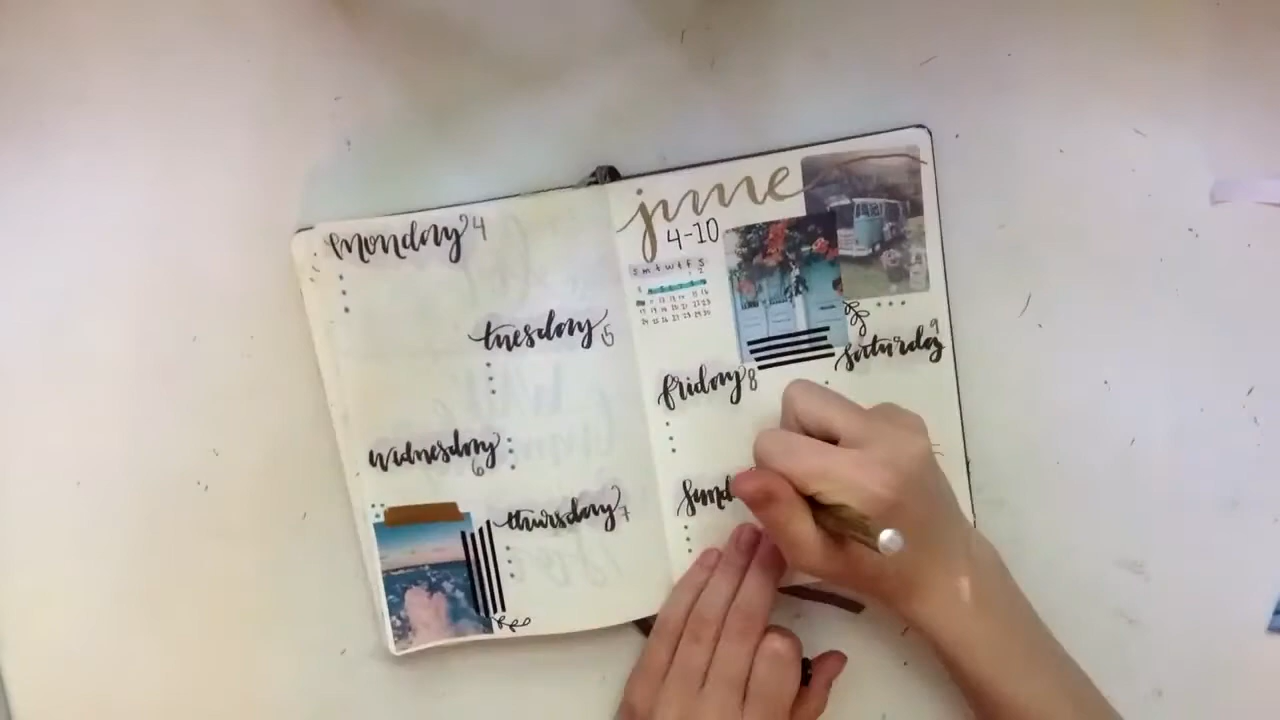 monday 4
tuesday 5
wednesday 6
thursday 7
june
4-10
s m t w t f s
friday 8
saturday 9